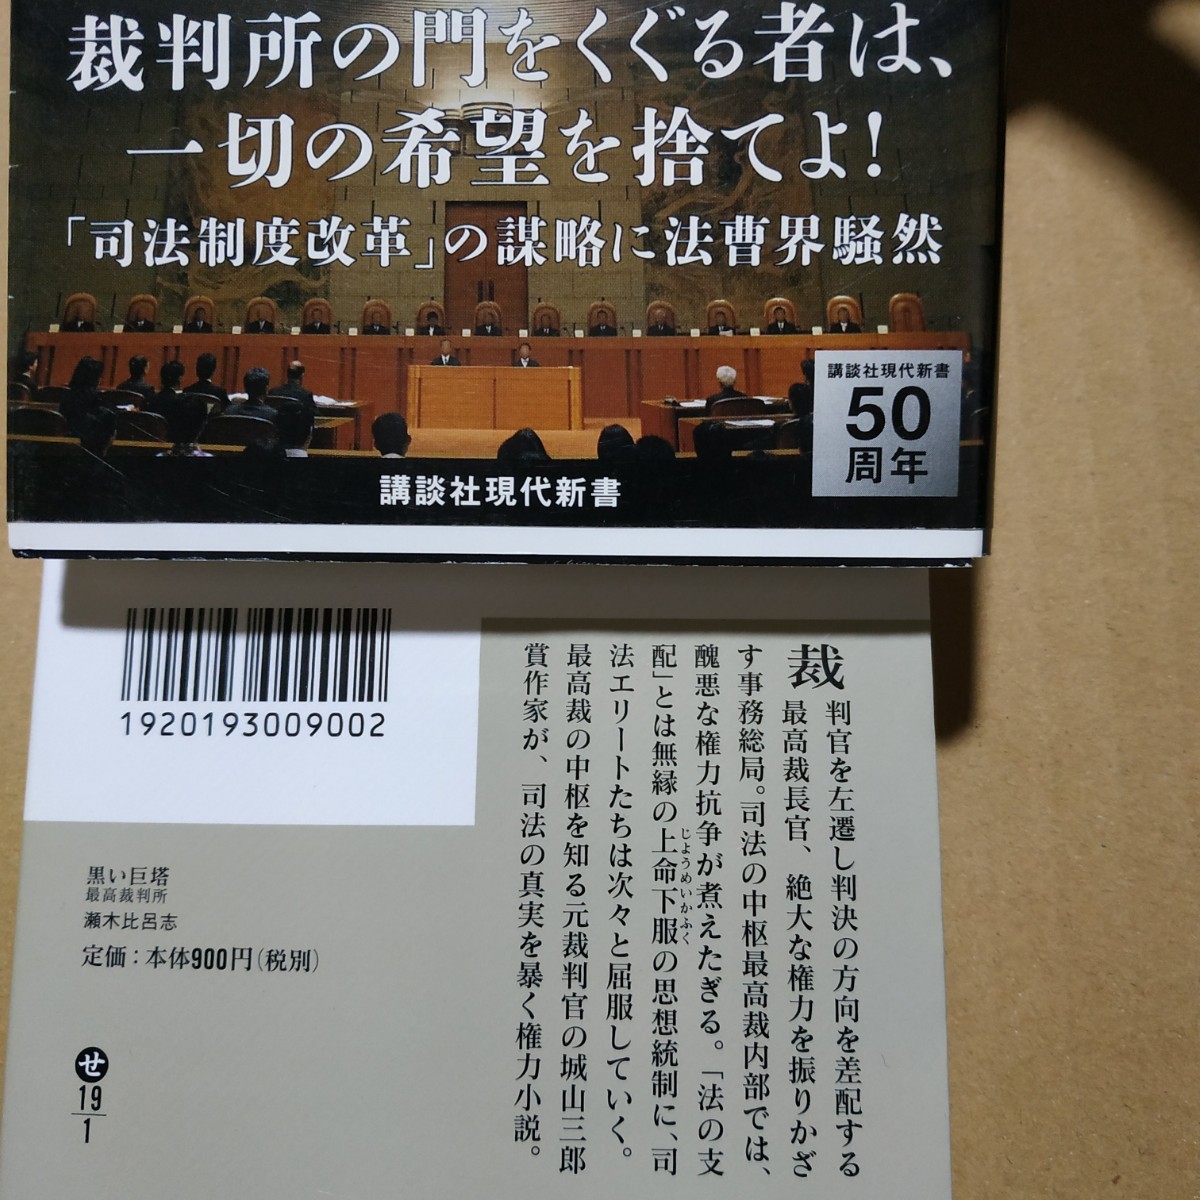 裁判所の門をくぐる者は、
一切の希望を捨てよ!
「司法制度改革」の謀略に法曹界騒然
講談社現代新書
50
周年
講談社現代新書
1920193009002
裁判官を左遷し判決の方向を差配する
最高裁長官、絶大な権力を振りかざ
す事務総局。司法の中枢最高裁内部では、
醜悪な権力抗争が煮えたぎる。「法の支
配」とは無縁の上命下服の思想統制に、司
じょうめいかふく
法エリートたちは次々と屈服していく。
最高裁の中枢を知る元裁判官の城山三郎
賞作家が、司法の真実を暴く権力小説。
黒い巨塔
最高裁判所
瀬木比呂志
定価:本体900円(税別)
せ
19
1